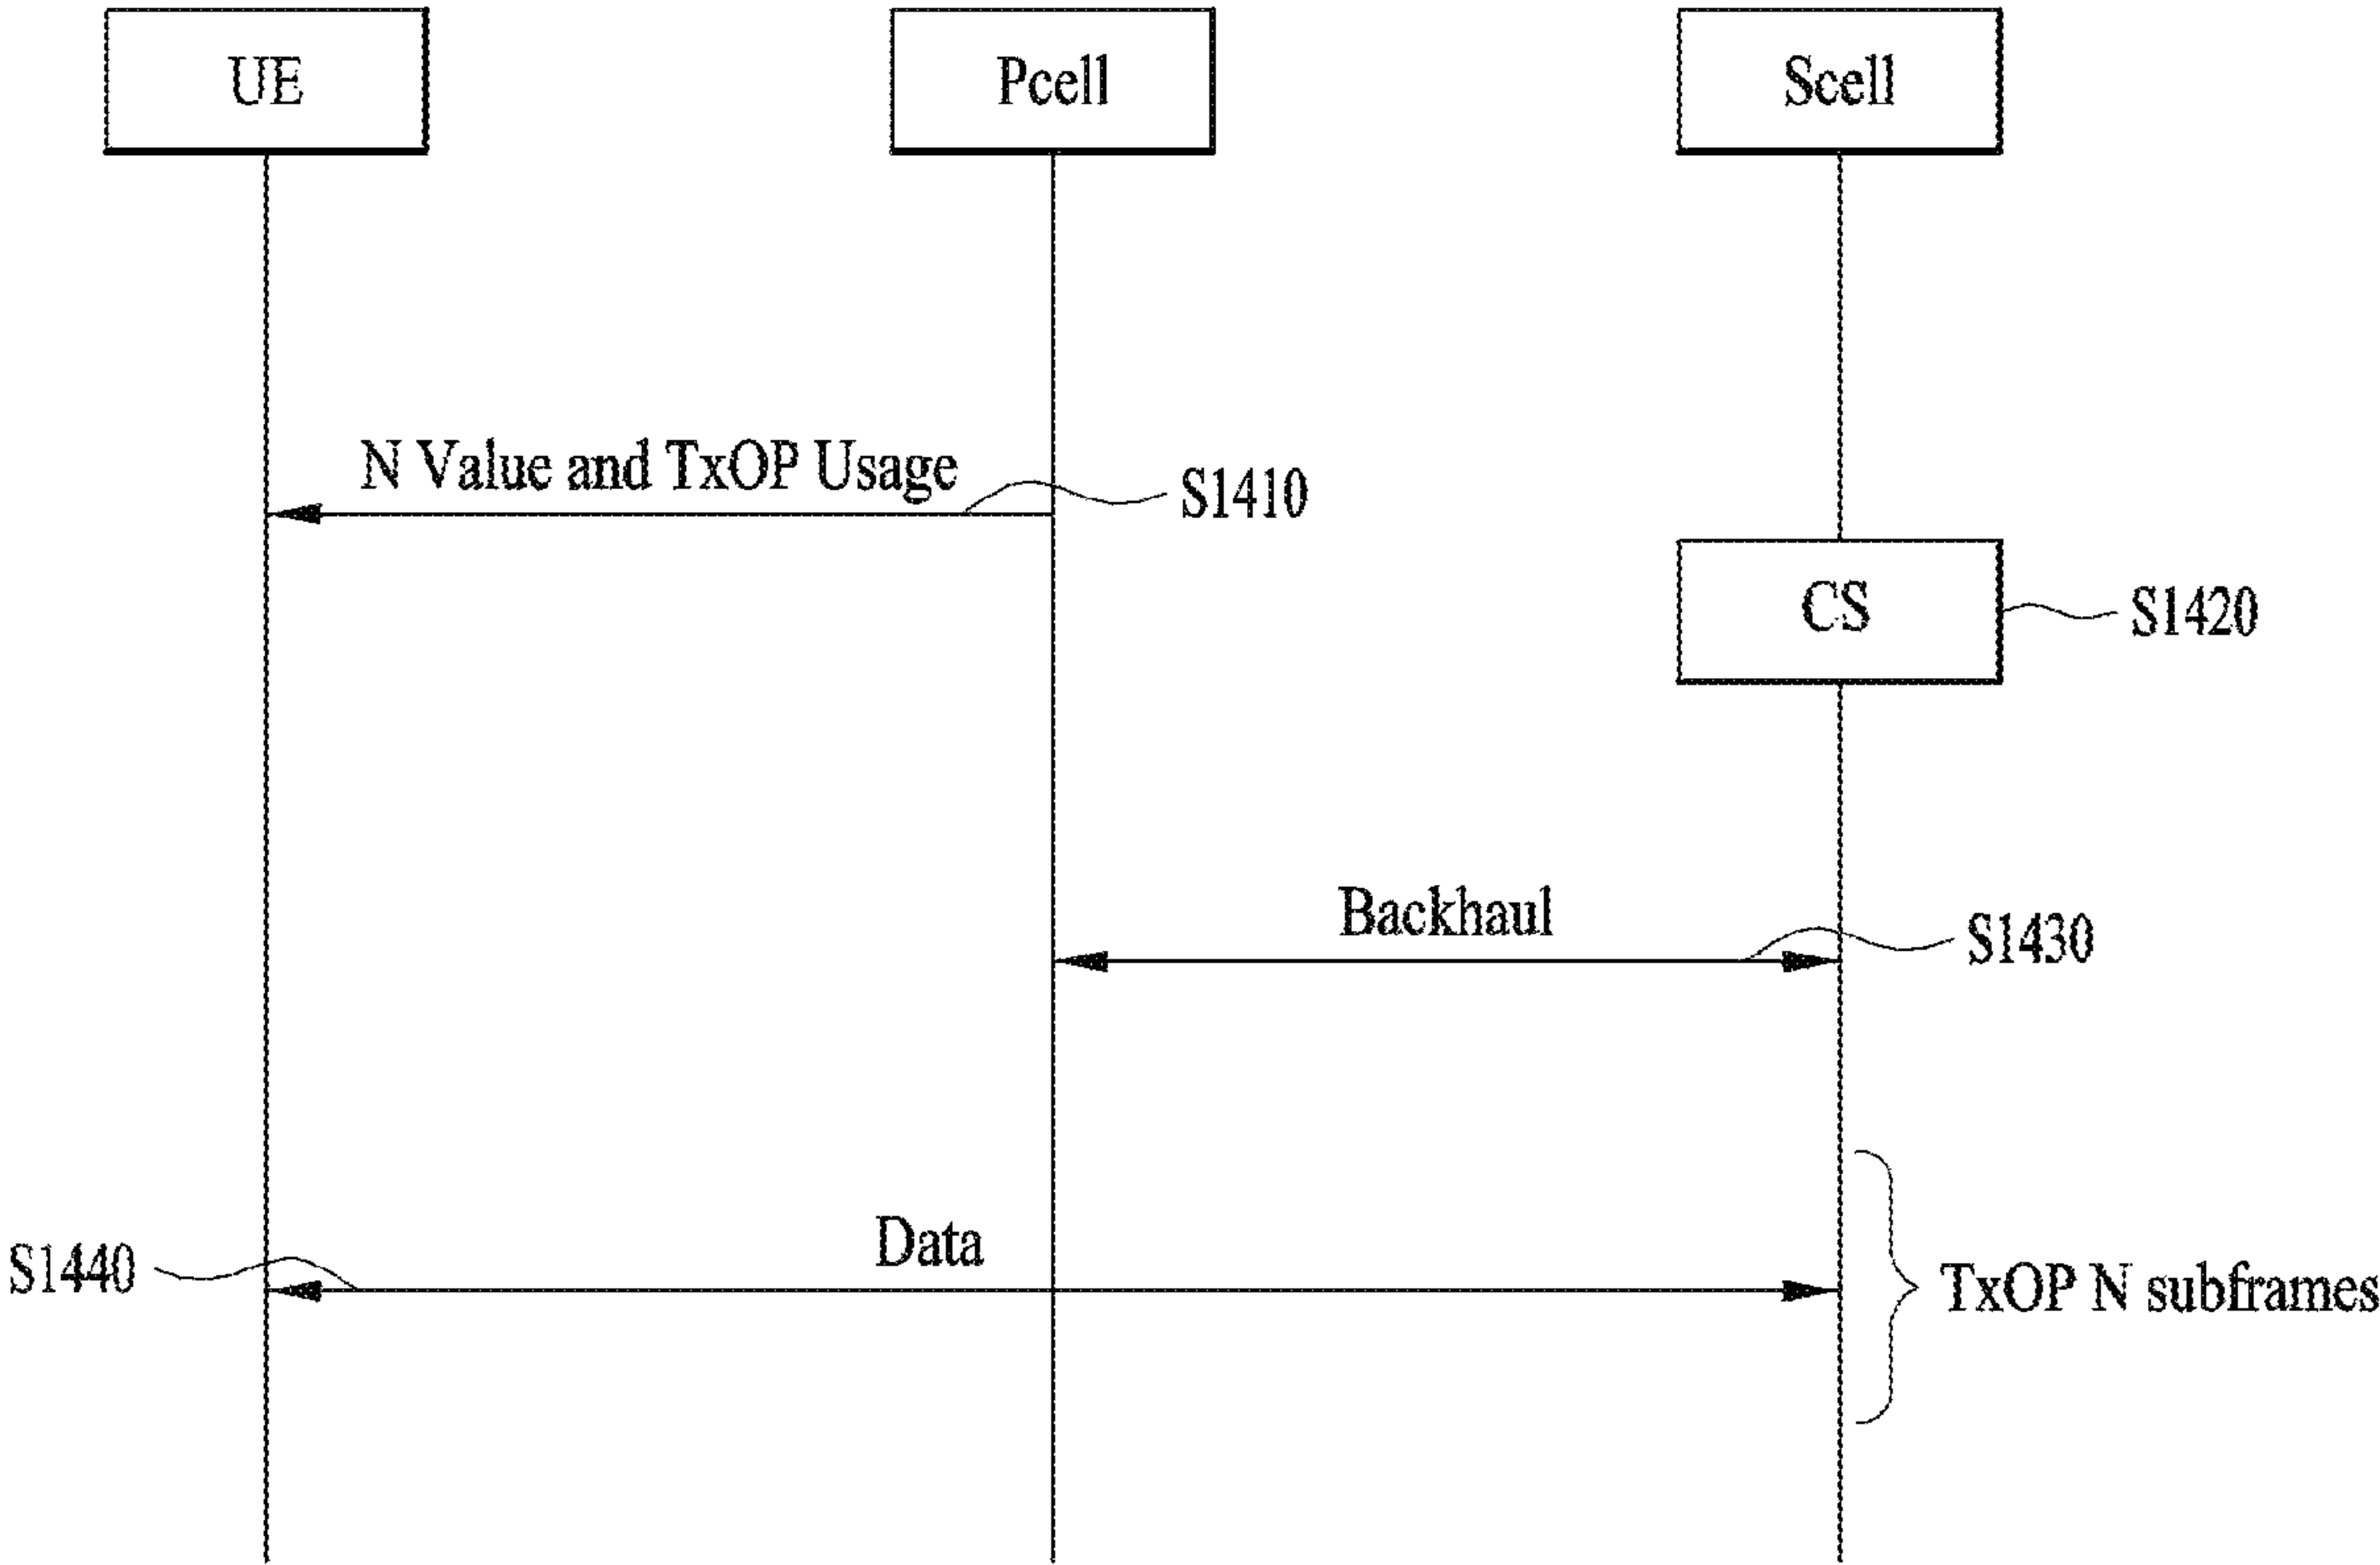 UE
Pcell
Scell
N Value and TxOP Usage
S1410
CS
S1420
Backhaul
S1430
Data
S1440
TxOP N subframes